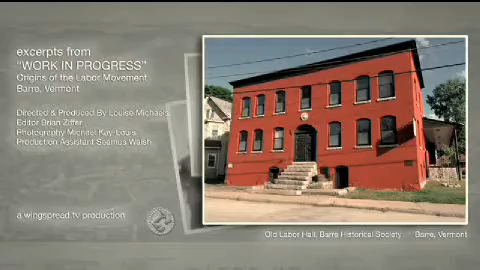 excerpts from
"WORK IN PROGRESS"
Origins of the Labor Movement
Barre, Vermont
Directed & Produced By Louise Michaels
Editor Brian Ziffer
Photography Michael Kay-Louis
Production Assistant Seamus Walsh
a wingspread.tv production
Old Labor Hall, Barre Historical Society Barre, Vermont